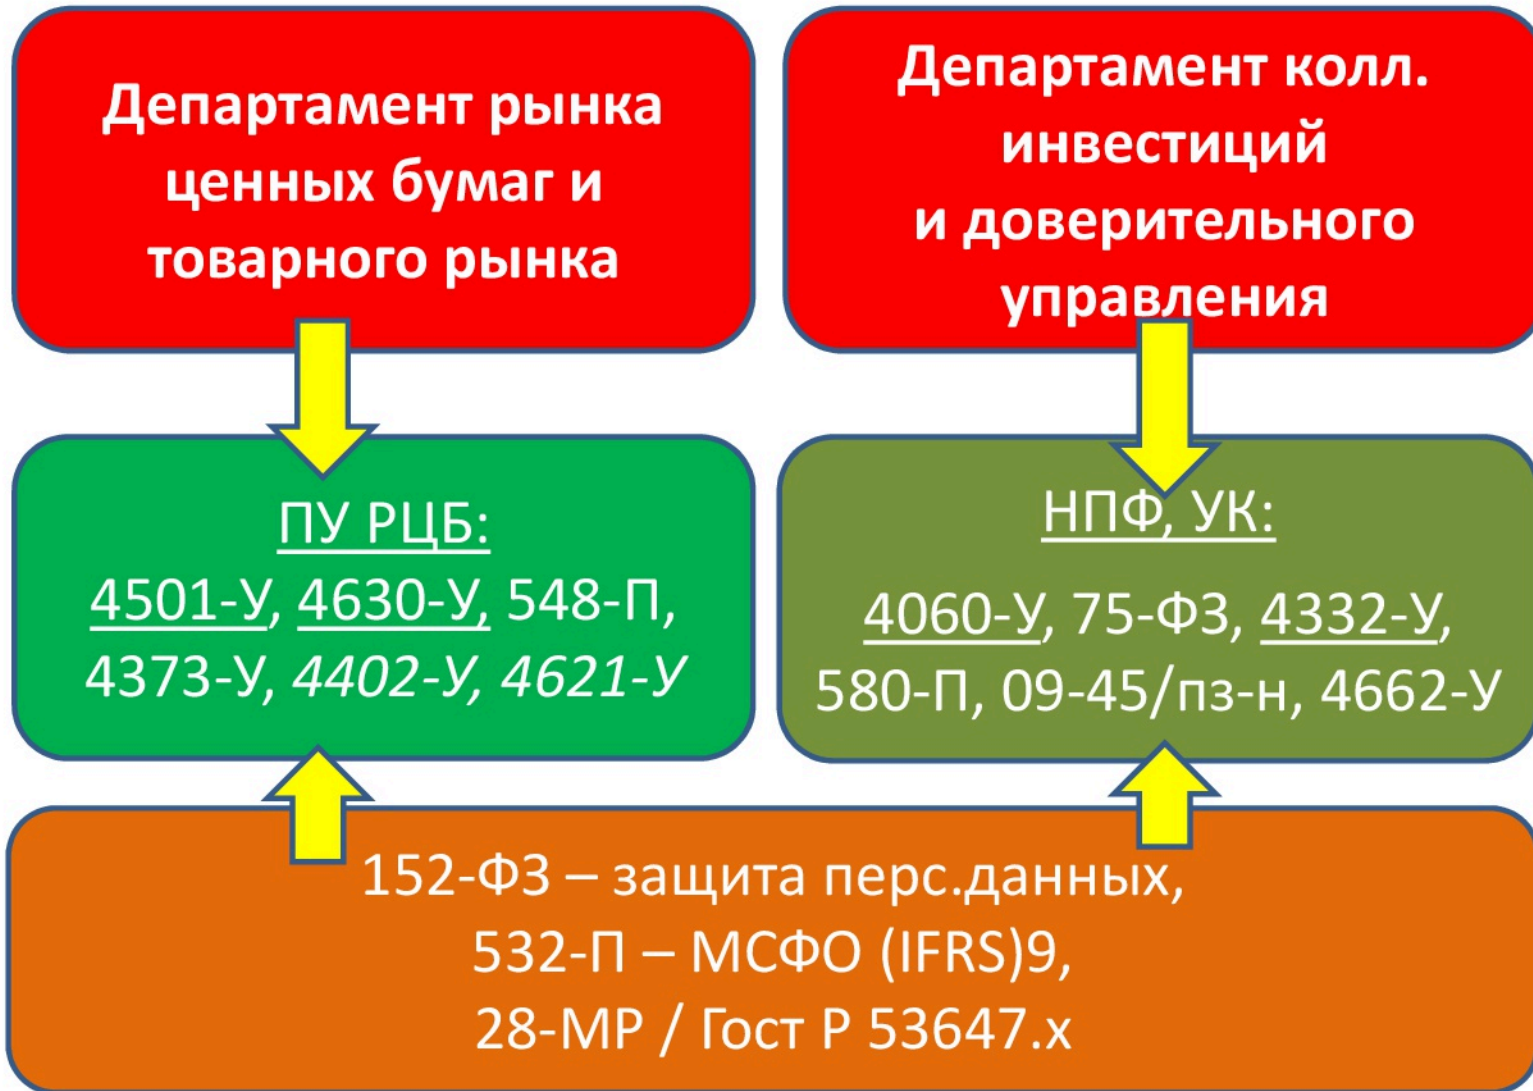 Департамент рынка
ценных бумаг и
товарного рынка
Департамент колл.
инвестиций
и доверительного
управления
ПУ РЦБ:
4501-У, 4630-У, 548-П,
4373-У, 4402-У, 4621-У
НПФ, УК:
4060-У, 75-ФЗ, 4332-У,
580-П, 09-45/пз-н, 4662-У
152-ФЗ – защита перс.данных,
532-П – МСФО (IFRS)9,
28-МР / Гост Р 53647.х